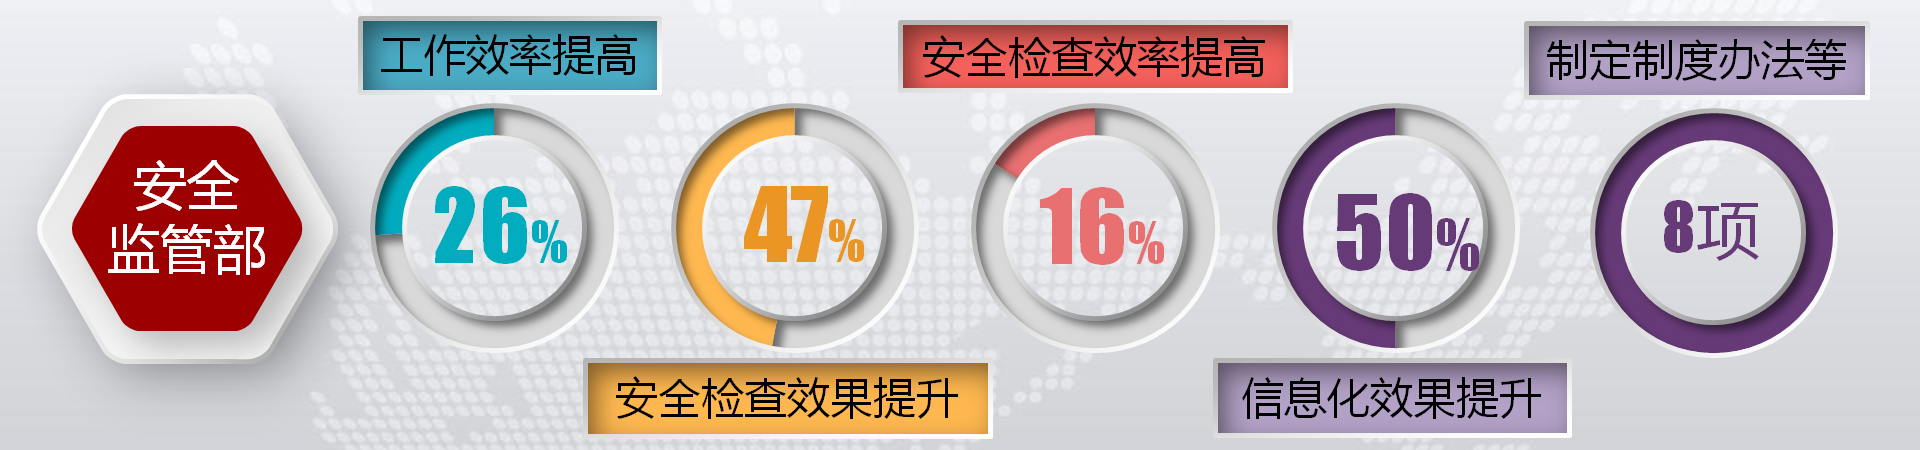 安全
监管部
工作效率提高
26%
47%
安全检查效果提升
安全检查效率提高
16%
50%
信息化效果提升
制定制度办法等
8项